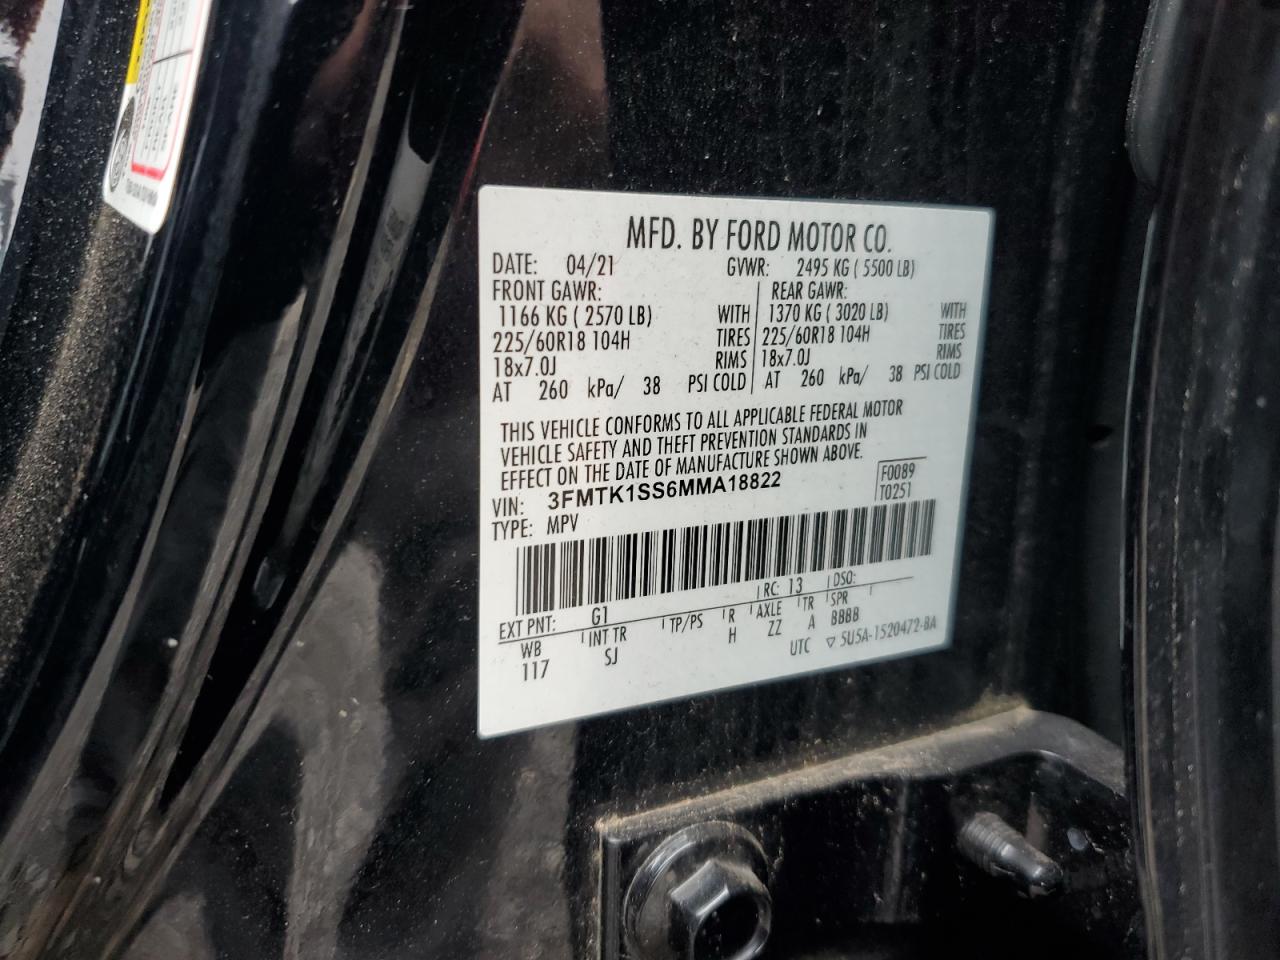 MFD. BY FORD MOTOR CO.
DATE: 04/21 GVWR: 2495 KG ( 5500 LB)
FRONT GAWR: REAR GAWR:
1166 KG ( 2570 LB) WITH 1370 KG ( 3020 LB) WITH
225/60R18 104H TIRES 225/60R18 104H TIRES
18x7.0J RIMS 18x7.0J RIMS
AT 260 kPa/ 38 PSI COLD AT 260 kPa/ 38 PSI COLD
THIS VEHICLE CONFORMS TO ALL APPLICABLE FEDERAL MOTOR
VEHICLE SAFETY AND THEFT PREVENTION STANDARDS IN
EFFECT ON THE DATE OF MANUFACTURE SHOWN ABOVE.
VIN: 3FMTK1SS6MMA18822 F0089
TYPE: MPV T0251
EXT PNT: G1 RC: 13 DSO:
WB INT TR TP/PS R AXLE TR SPR
117 SJ H ZZ A BBBB
UTC ▽ 5U5A-1520472-BA